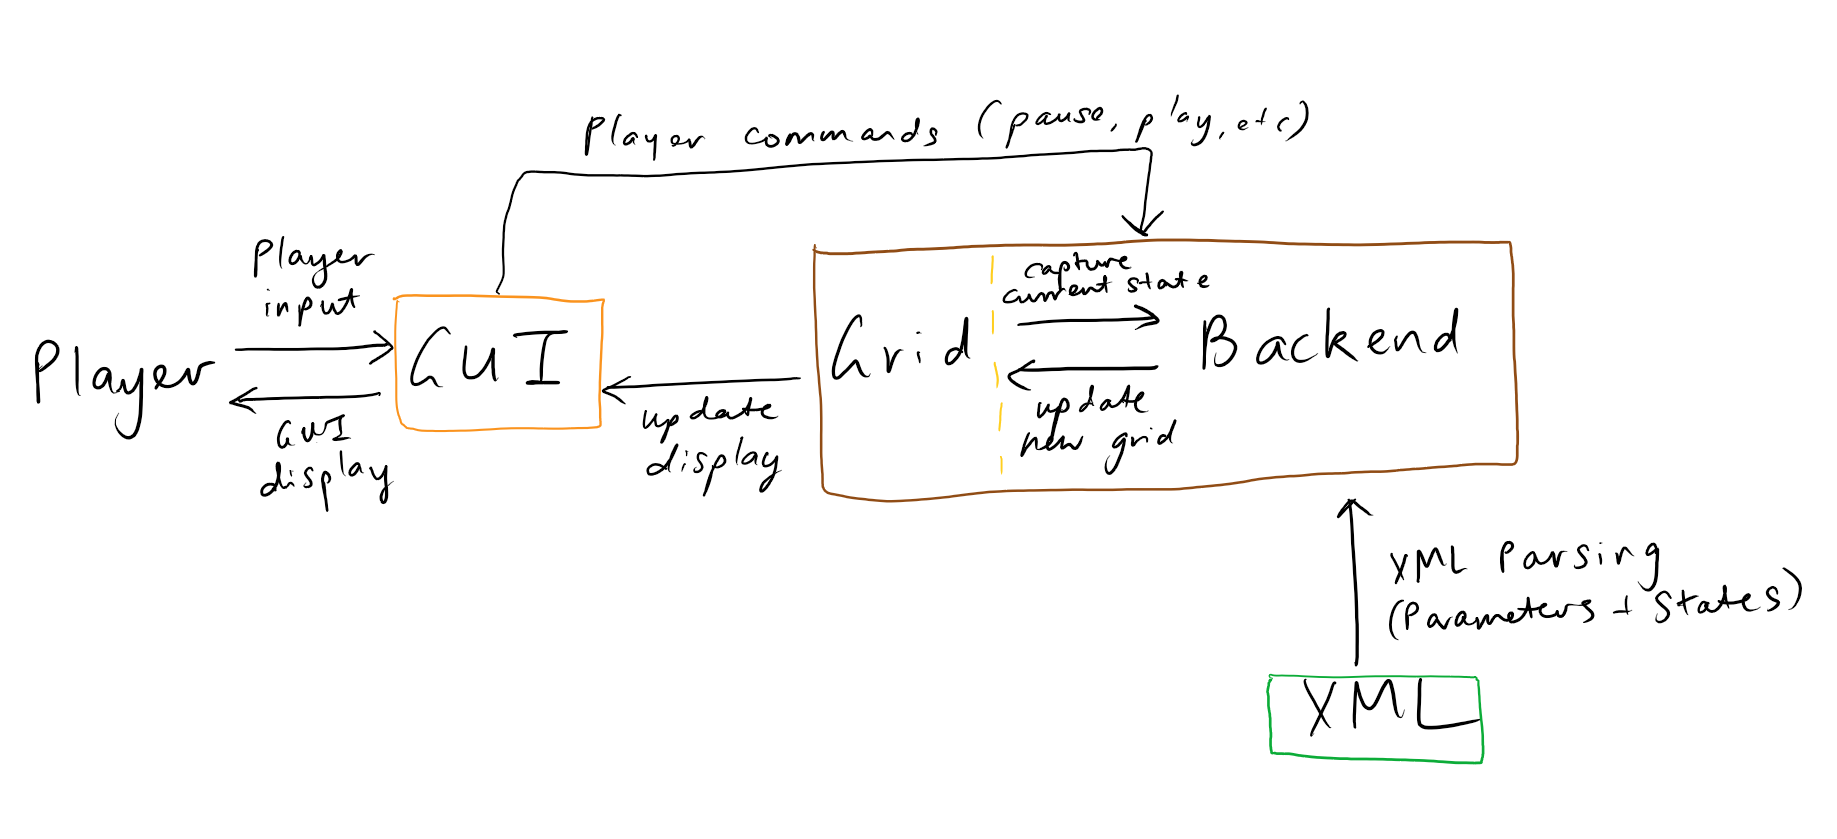 Player commands (pause, play, etc)
Player
input
Player
GUI
GUI
display
update
display
Grid
capture
current state
update
new grid
Backend
XML Parsing
(Parameters + States)
XML